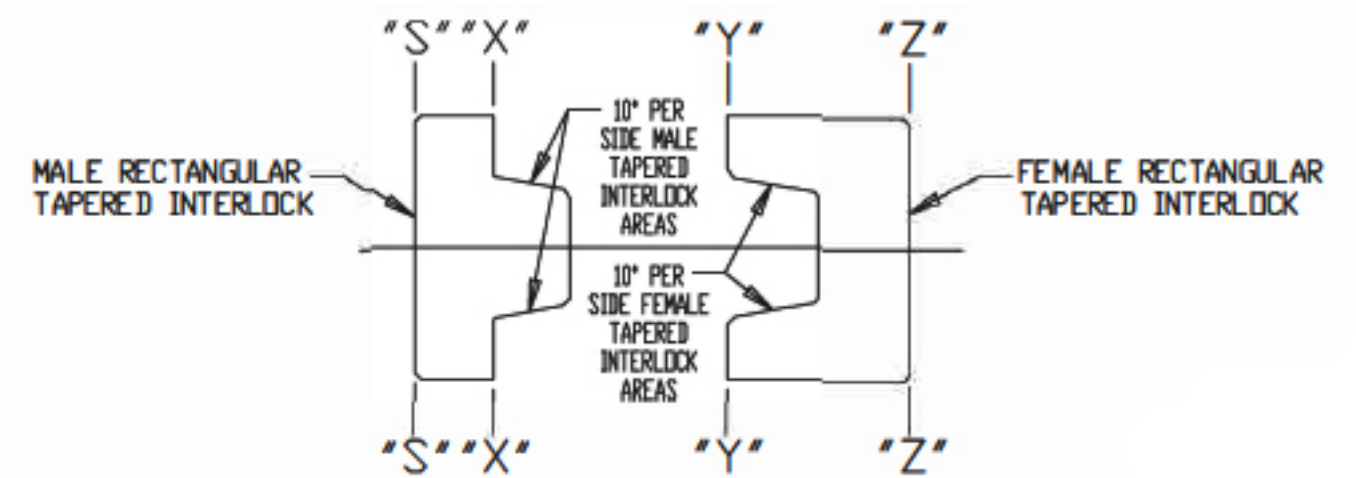 "S" "X" "Y" "Z"
10° PER
SIDE MALE
TAPERED
INTERLOCK
AREAS
MALE RECTANGULAR
TAPERED INTERLOCK
FEMALE RECTANGULAR
TAPERED INTERLOCK
10° PER
SIDE FEMALE
TAPERED
INTERLOCK
AREAS
"S" "X" "Y" "Z"